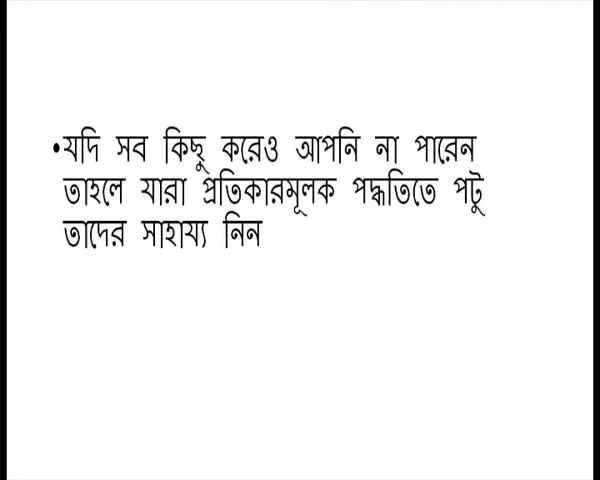 •যদি সব কিছু করেও আপনি না পারেন
তাহলে যারা প্রতিকারমূলক পদ্ধতিতে পটু
তাদের সাহায্য নিন